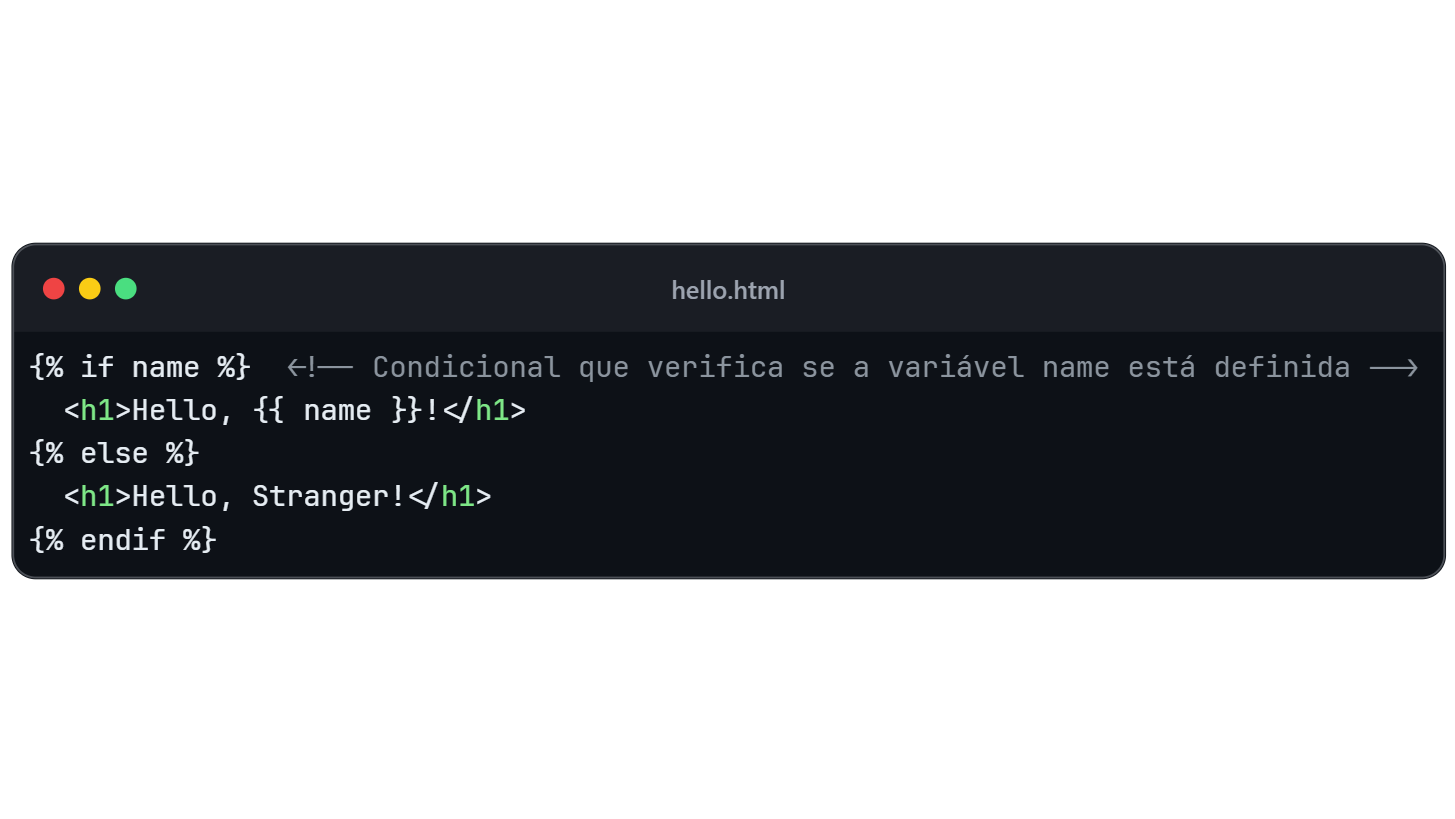 hello.html
{% if name %}  <!-- Condicional que verifica se a variável name está definida -->
  <h1>Hello, {{ name }}!</h1>
{% else %}
  <h1>Hello, Stranger!</h1>
{% endif %}